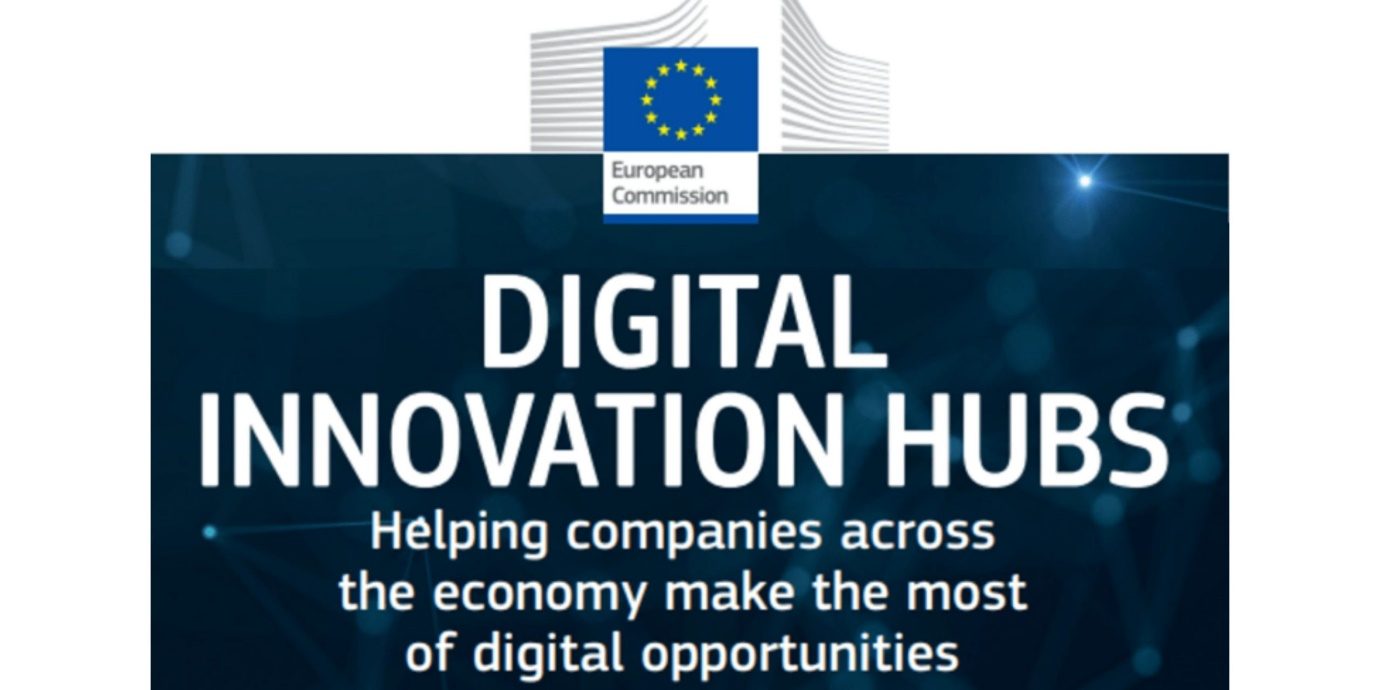 European
Commission
DIGITAL
INNOVATION HUBS
Helping companies across
the economy make the most
of digital opportunities